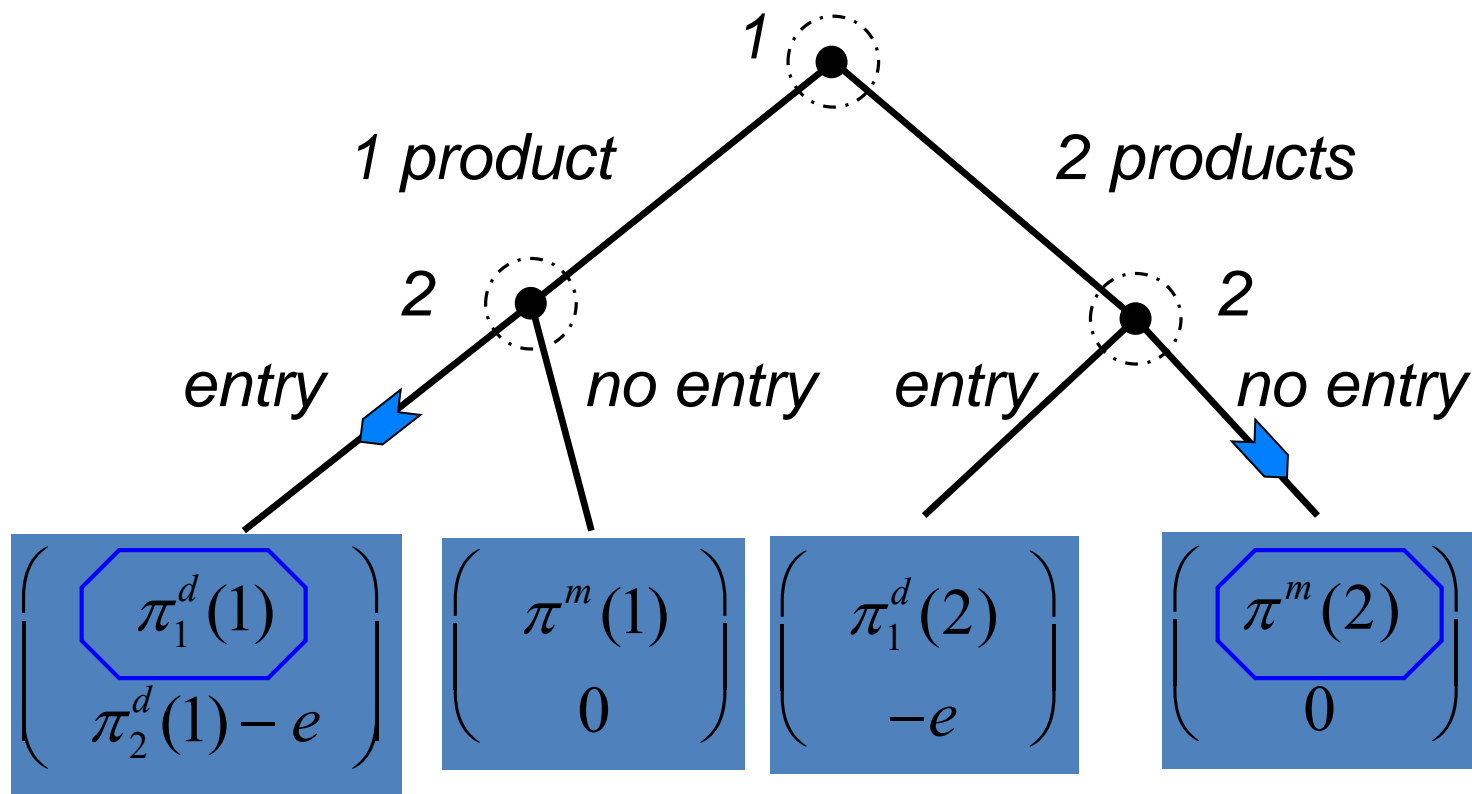 1
1 product 2 products
2 2
entry no entry entry no entry
π₁ᵈ(1) πᵐ(1) π₁ᵈ(2) πᵐ(2)
π₂ᵈ(1) − e 0 −e 0